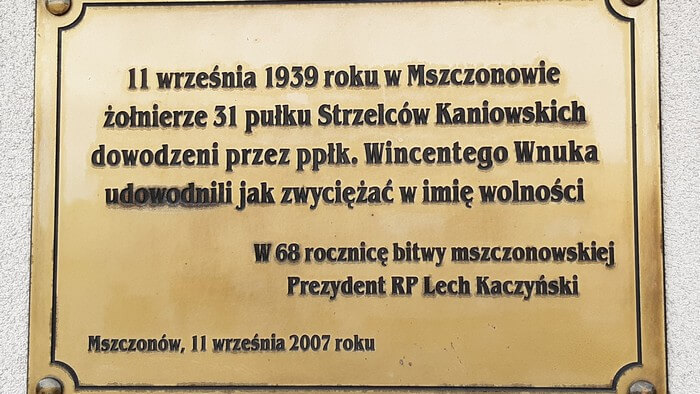 11 września 1939 roku w Mszczonowie
żołnierze 31 pułku Strzelców Kaniowskich
dowodzeni przez ppłk. Wincentego Wnuka
udowodnili jak zwyciężać w imię wolności
W 68 rocznicę bitwy mszczonowskiej
Prezydent RP Lech Kaczyński
Mszczonów, 11 września 2007 roku